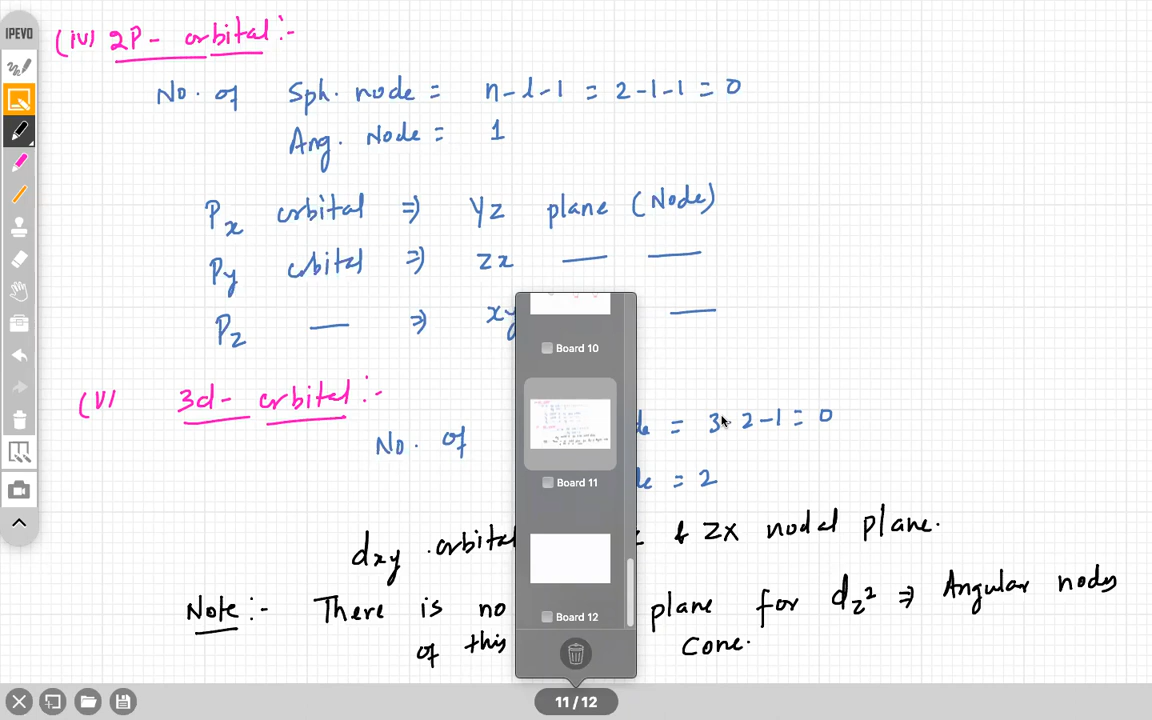 IPEVO
(iv) 2P- orbital :-
No. of Sph. node = n-l-1 = 2-1-1 = 0
Ang. Node = 1
Px orbital ⇒ Yz plane (Node)
Py orbital ⇒ zx — —
Pz — ⇒ xy —
Board 10
(V) 3d- orbital :-
No. of = 3-2-1 = 0
Board 11
= 2
dxy orbital & zx nodal plane.
Note :- There is no plane for dz² ⇒ Angular nodes
Board 12
of this cone.
11 / 12